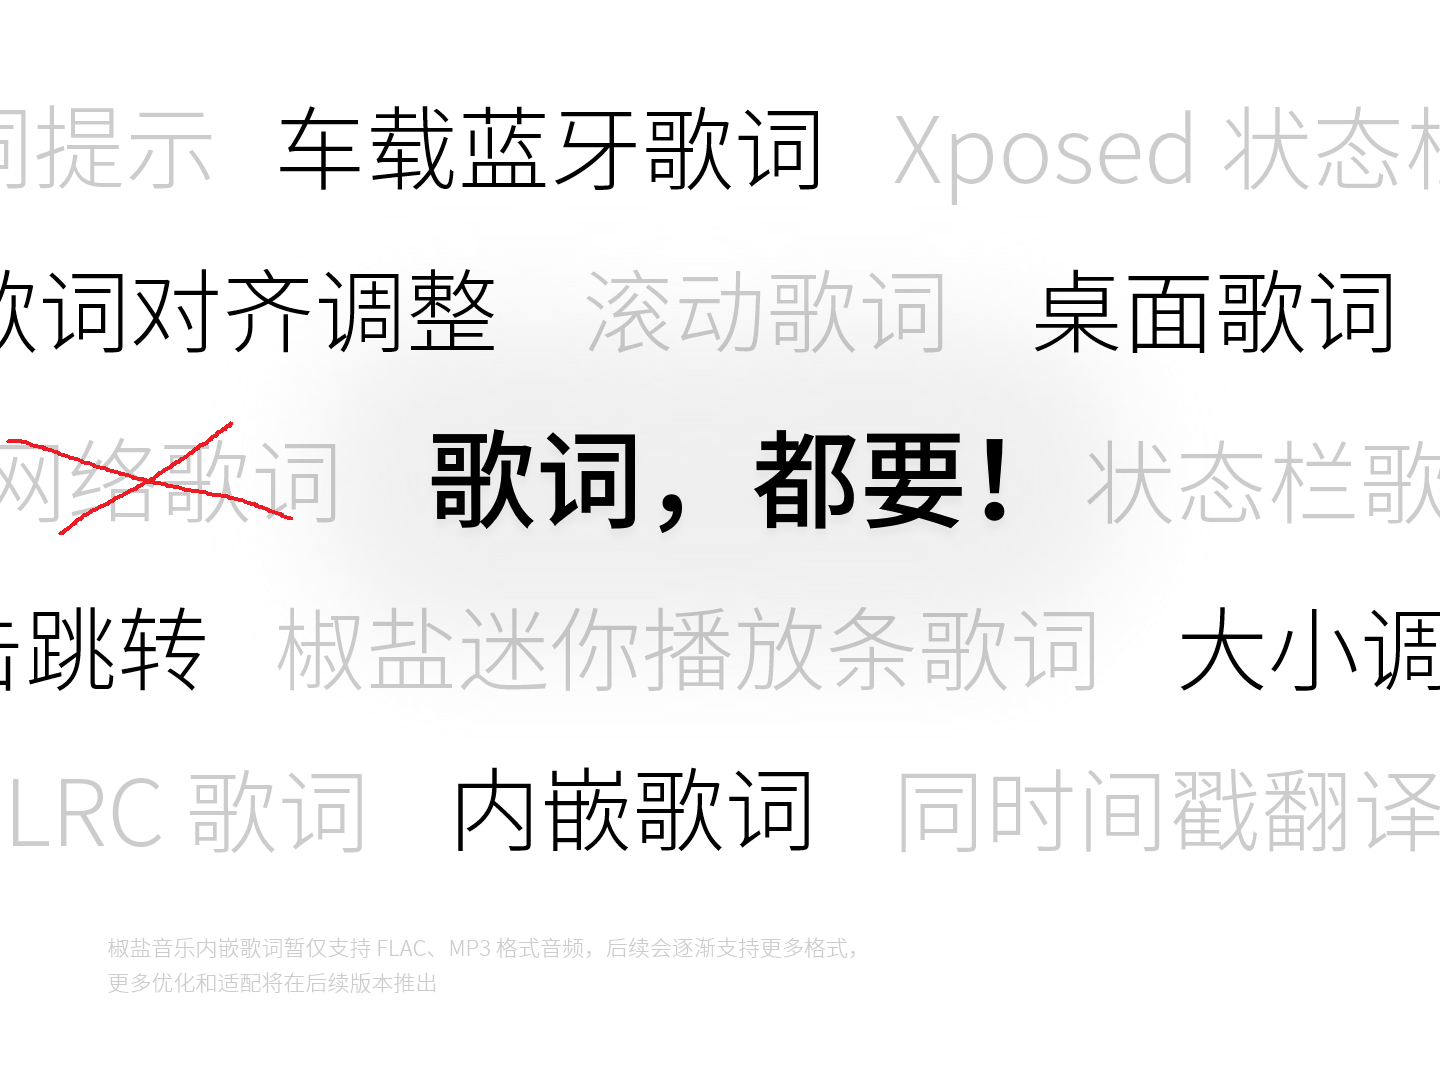 词提示 车载蓝牙歌词 Xposed 状态栏
歌词对齐调整 滚动歌词 桌面歌词
网络歌词 歌词，都要！ 状态栏歌
击跳转 椒盐迷你播放条歌词 大小调
LRC 歌词 内嵌歌词 同时间戳翻译
椒盐音乐内嵌歌词暂仅支持 FLAC、MP3 格式音频，后续会逐渐支持更多格式，
更多优化和适配将在后续版本推出